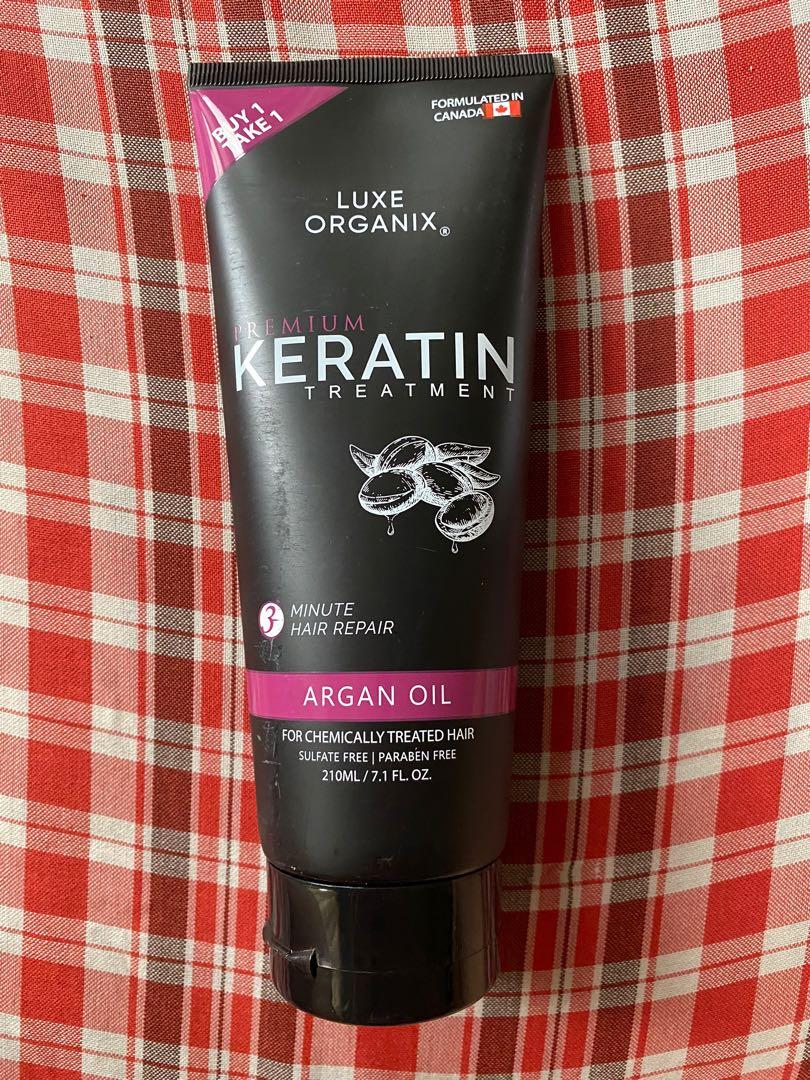 BUY 1
TAKE 1
FORMULATED IN
CANADA
LUXE
ORGANIX®
PREMIUM
KERATIN
TREATMENT
3 MINUTE
HAIR REPAIR
ARGAN OIL
FOR CHEMICALLY TREATED HAIR
SULFATE FREE | PARABEN FREE
210ML / 7.1 FL. OZ.